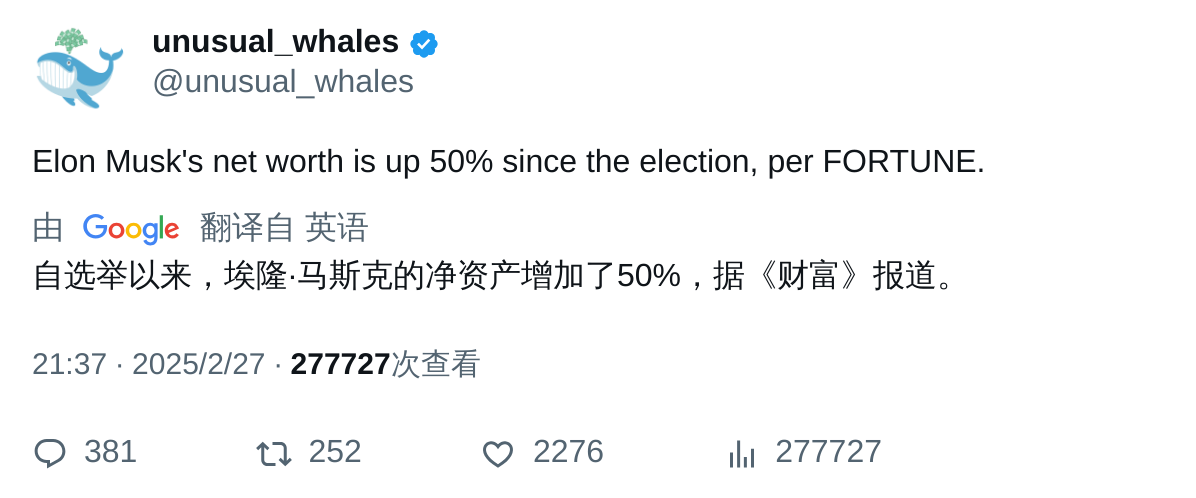 unusual_whales
@unusual_whales
Elon Musk's net worth is up 50% since the election, per FORTUNE.
由 Google 翻译自 英语
自选举以来，埃隆·马斯克的净资产增加了50%，据《财富》报道。
21:37 · 2025/2/27 · 277727次查看
381 252 2276 277727